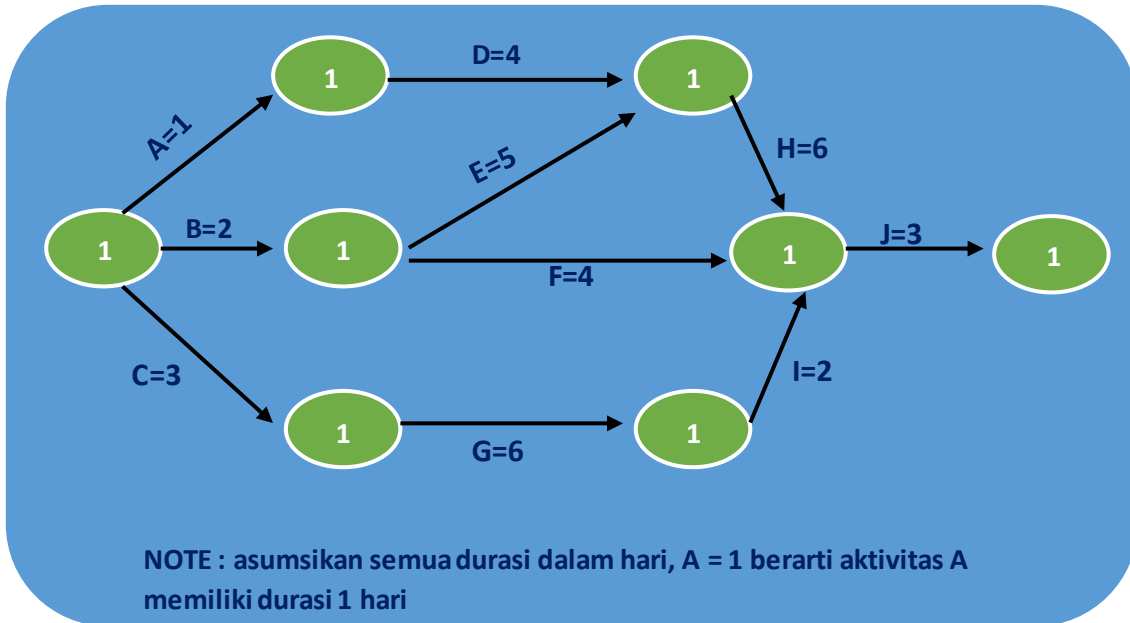 1
D=4
1
A=1
E=5
H=6
1
B=2
1
F=4
1
J=3
1
C=3
I=2
1
G=6
1
NOTE : asumsikan semua durasi dalam hari, A = 1 berarti aktivitas A
memiliki durasi 1 hari